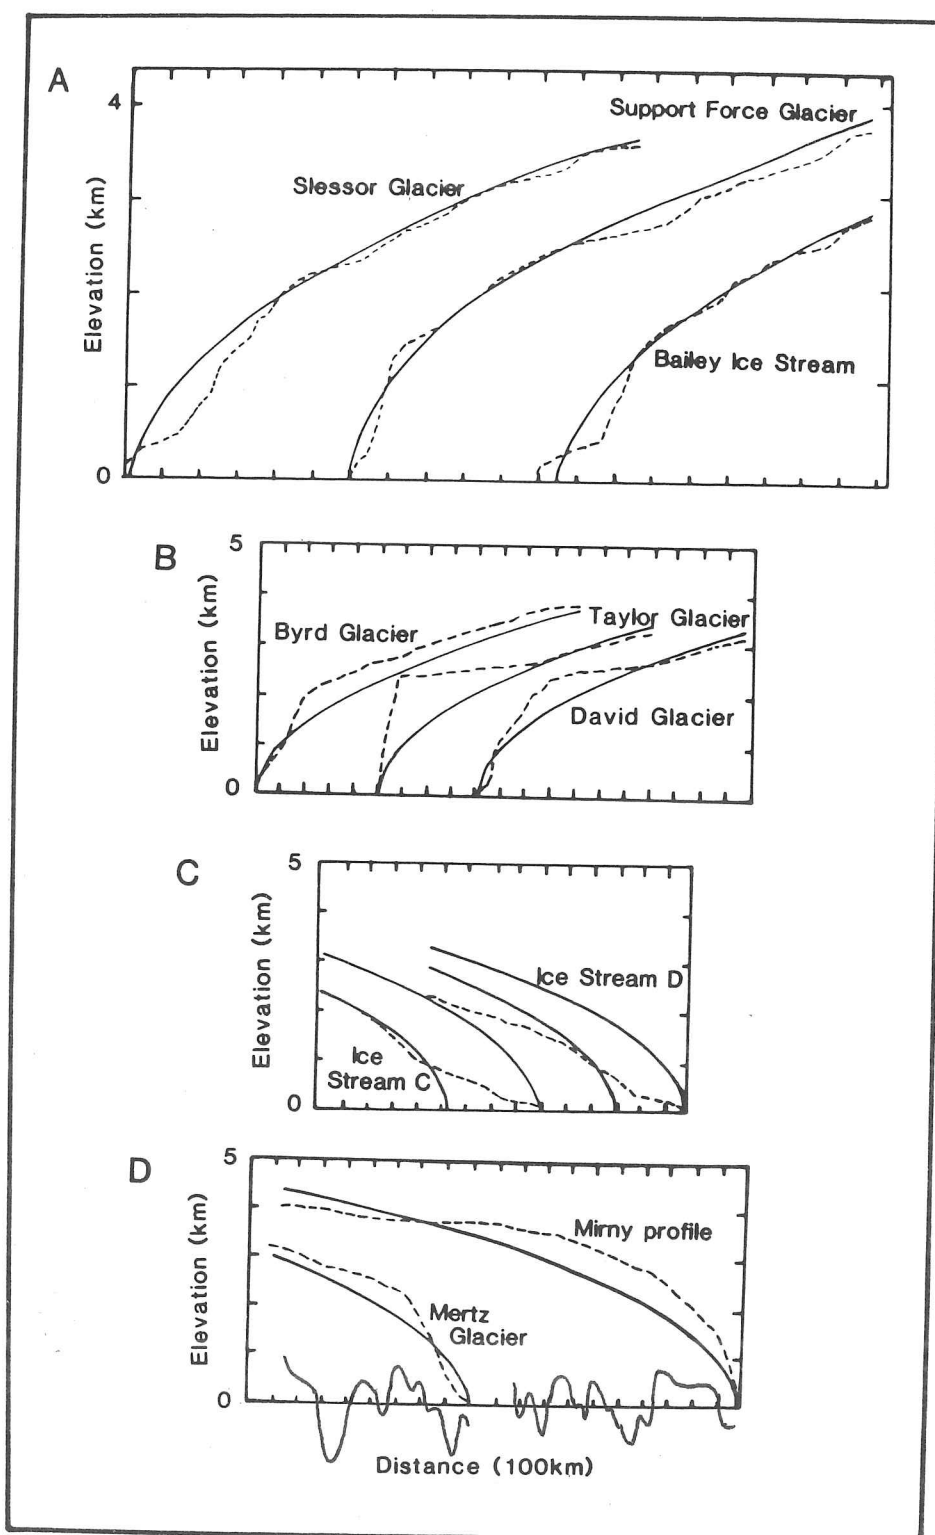 A
4
Support Force Glacier
Slessor Glacier
Bailey Ice Stream
Elevation (km)
0
B
5
Byrd Glacier
Taylor Glacier
David Glacier
Elevation (km)
0
C
5
Ice Stream D
Ice
Stream C
Elevation (km)
0
D
5
Mirny profile
Mertz
Glacier
Elevation (km)
0
Distance (100km)